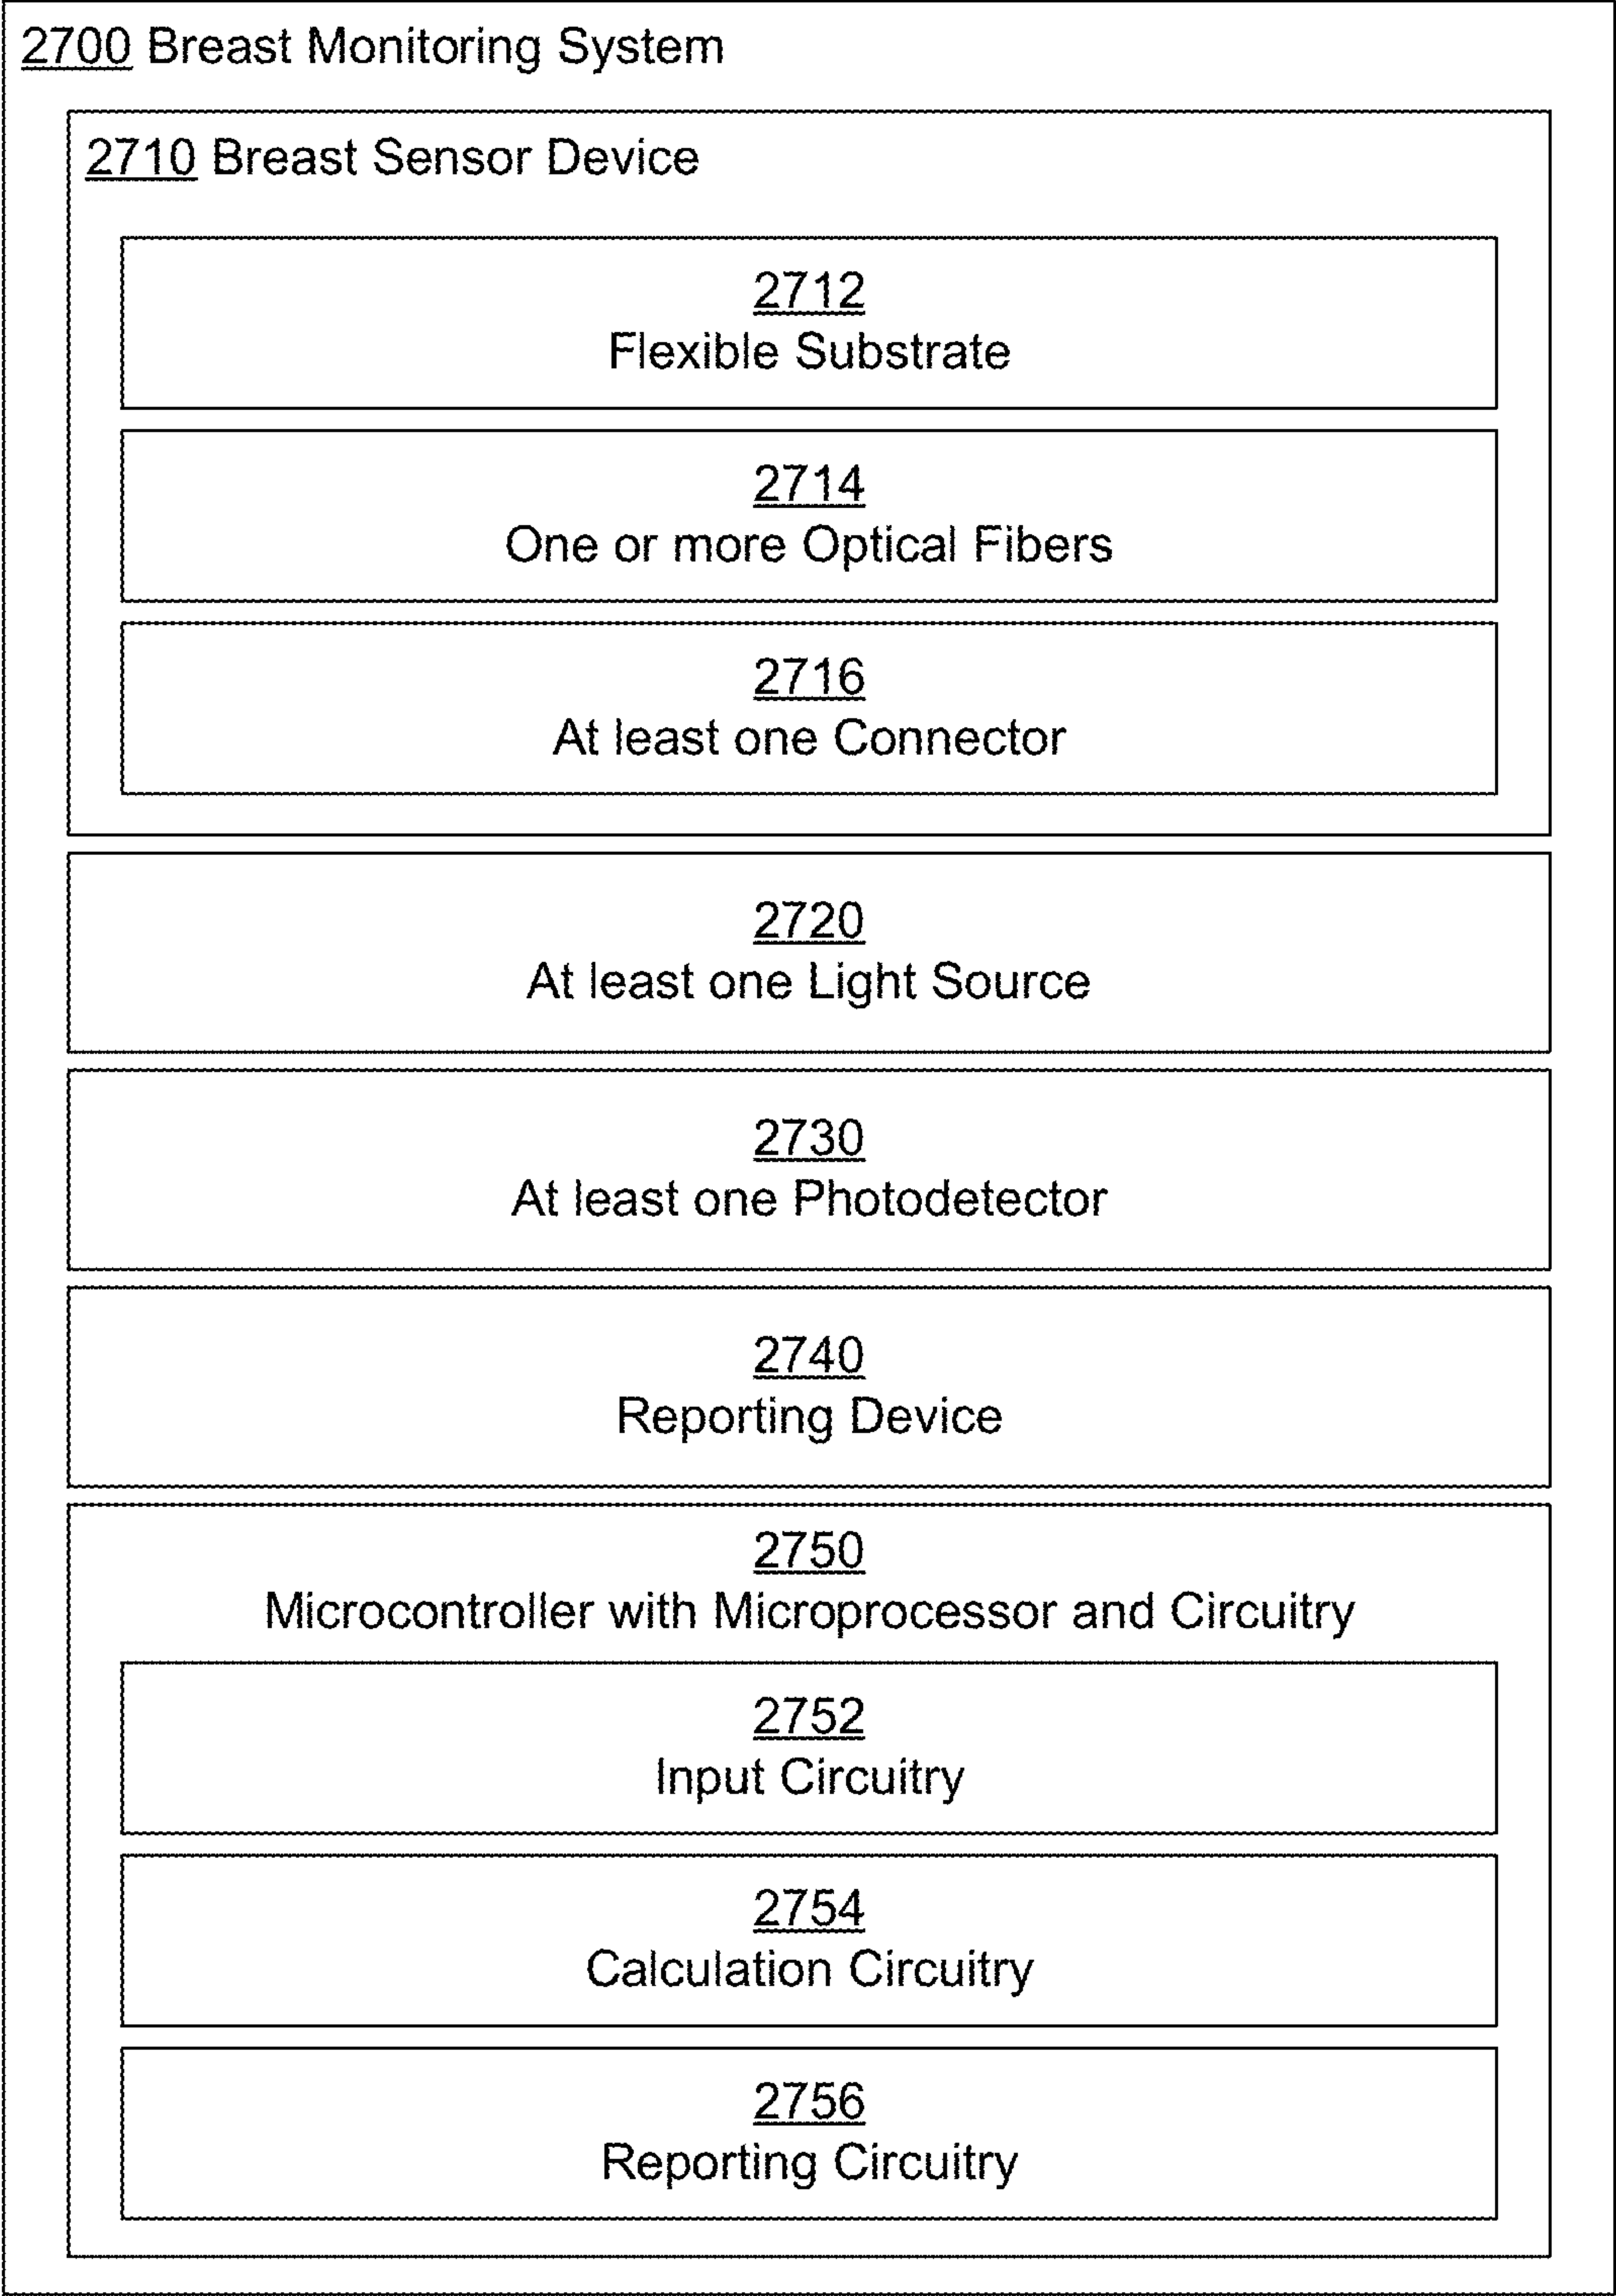 2700 Breast Monitoring System
2710 Breast Sensor Device
2712
Flexible Substrate
2714
One or more Optical Fibers
2716
At least one Connector
2720
At least one Light Source
2730
At least one Photodetector
2740
Reporting Device
2750
Microcontroller with Microprocessor and Circuitry
2752
Input Circuitry
2754
Calculation Circuitry
2756
Reporting Circuitry